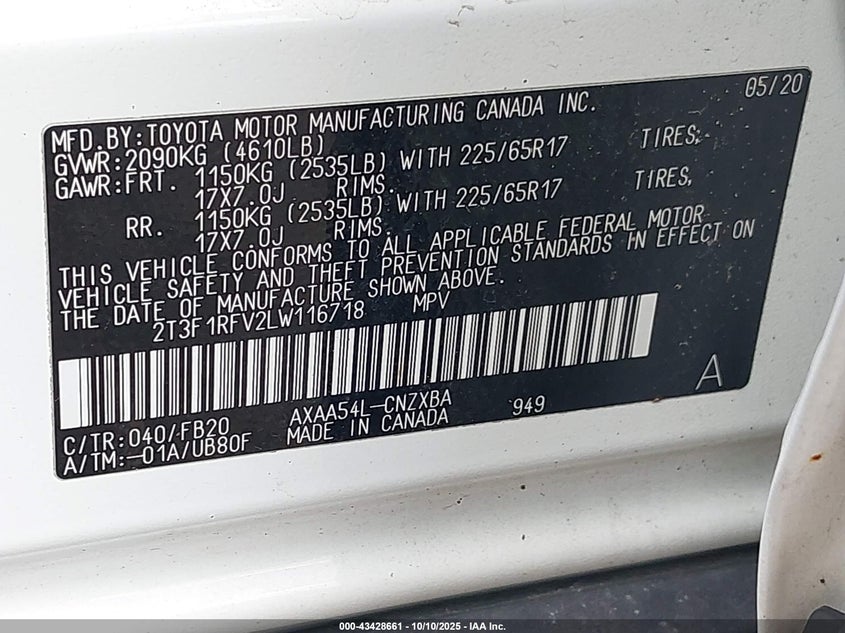 05/20
MFD.BY:TOYOTA MOTOR MANUFACTURING CANADA INC.
GVWR:2090KG (4610LB)
GAWR:FRT. 1150KG (2535LB) WITH 225/65R17 TIRES,
17X7.0J RIMS.
RR. 1150KG (2535LB) WITH 225/65R17 TIRES,
17X7.0J RIMS.
THIS VEHICLE CONFORMS TO ALL APPLICABLE FEDERAL MOTOR
VEHICLE SAFETY AND THEFT PREVENTION STANDARDS IN EFFECT ON
THE DATE OF MANUFACTURE SHOWN ABOVE.
2T3F1RFV2LW116718 MPV
A
C/TR:040/FB20 AXAA54L-CNZXBA 949
A/TM:-01A/UB80F MADE IN CANADA
000-43428661 - 10/10/2025 - IAA Inc.